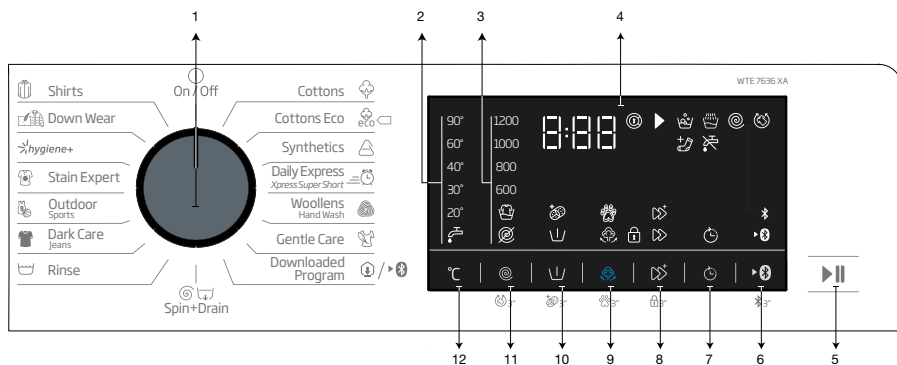 1
2
3
4
WTE 7636 XA
On / Off
Shirts
Down Wear
hygiene+
Stain Expert
Outdoor
Sports
Dark Care
Jeans
Rinse
Spin+Drain
Cottons
Cottons Eco
eco
Synthetics
Daily Express
Xpress Super Short
Woollens
Hand Wash
Gentle Care
Downloaded
Program
/
90°
60°
40°
30°
20°
1200
1000
800
600
8:88
°C
3"
3"
3"
3"
3"
12
11
10
9
8
7
6
5